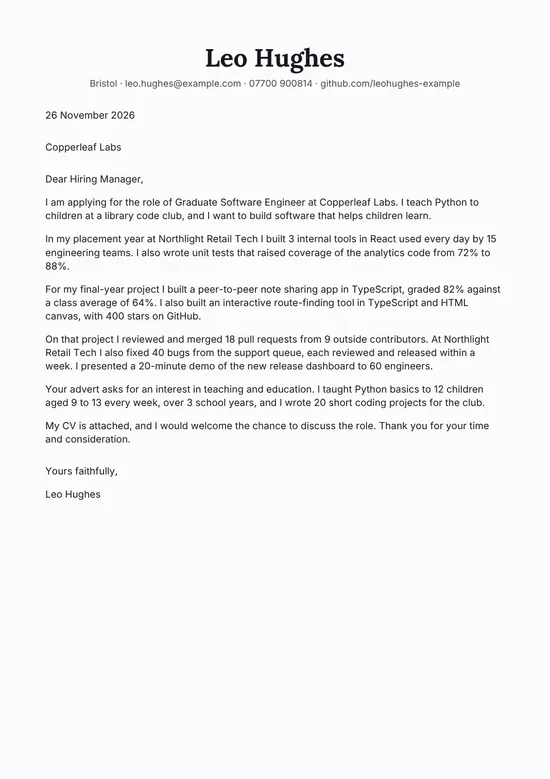 Leo Hughes
Bristol · leo.hughes@example.com · 07700 900814 · github.com/leohughes-example
26 November 2026
Copperleaf Labs
Dear Hiring Manager,
I am applying for the role of Graduate Software Engineer at Copperleaf Labs. I teach Python to
children at a library code club, and I want to build software that helps children learn.
In my placement year at Northlight Retail Tech I built 3 internal tools in React used every day by 15
engineering teams. I also wrote unit tests that raised coverage of the analytics code from 72% to
88%.
For my final-year project I built a peer-to-peer note sharing app in TypeScript, graded 82% against
a class average of 64%. I also built an interactive route-finding tool in TypeScript and HTML
canvas, with 400 stars on GitHub.
On that project I reviewed and merged 18 pull requests from 9 outside contributors. At Northlight
Retail Tech I also fixed 40 bugs from the support queue, each reviewed and released within a
week. I presented a 20-minute demo of the new release dashboard to 60 engineers.
Your advert asks for an interest in teaching and education. I taught Python basics to 12 children
aged 9 to 13 every week, over 3 school years, and I wrote 20 short coding projects for the club.
My CV is attached, and I would welcome the chance to discuss the role. Thank you for your time
and consideration.
Yours faithfully,
Leo Hughes